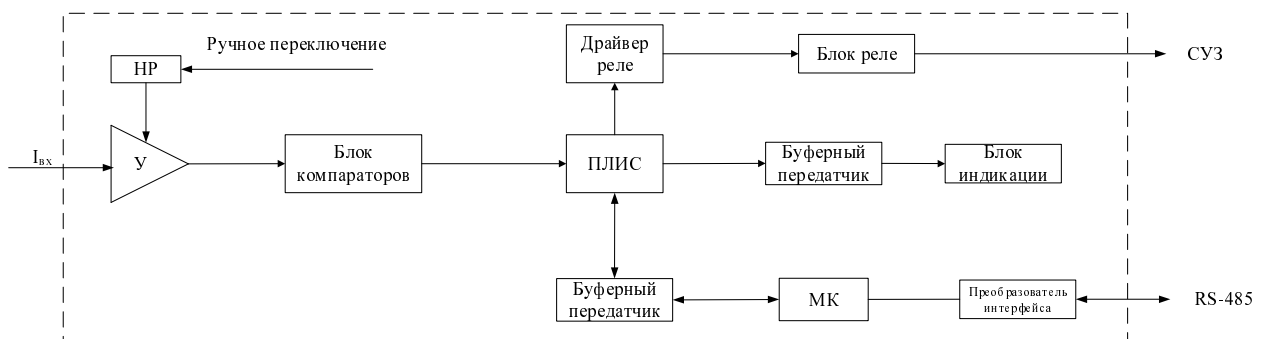 Ручное переключение
НР
Драйвер
реле
Блок реле
СУЗ
Iвх
У
Блок
компараторов
ПЛИС
Буферный
передатчик
Блок
индикации
Буферный
передатчик
МК
Преобразователь
интерфейса
RS-485